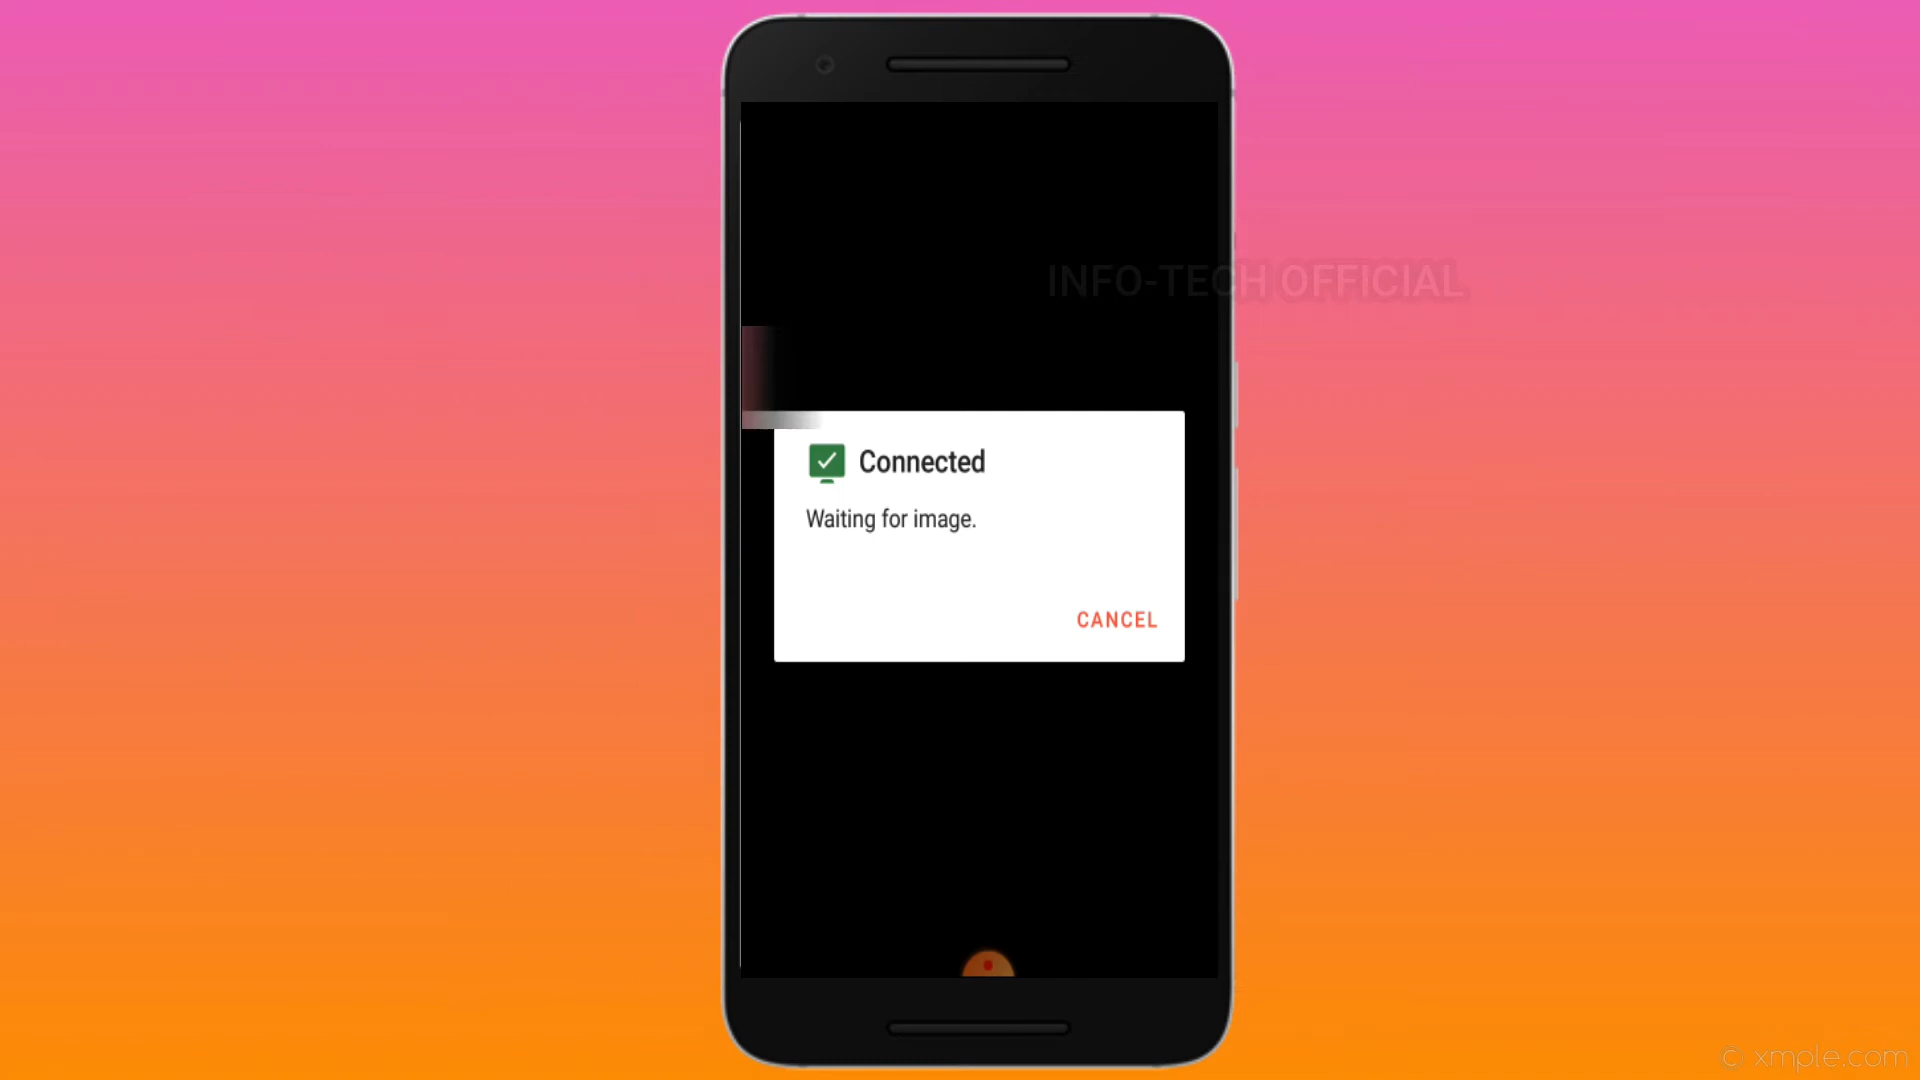 INFO-TECH OFFICIAL
Connected
Waiting for image.
CANCEL
© xmple.com